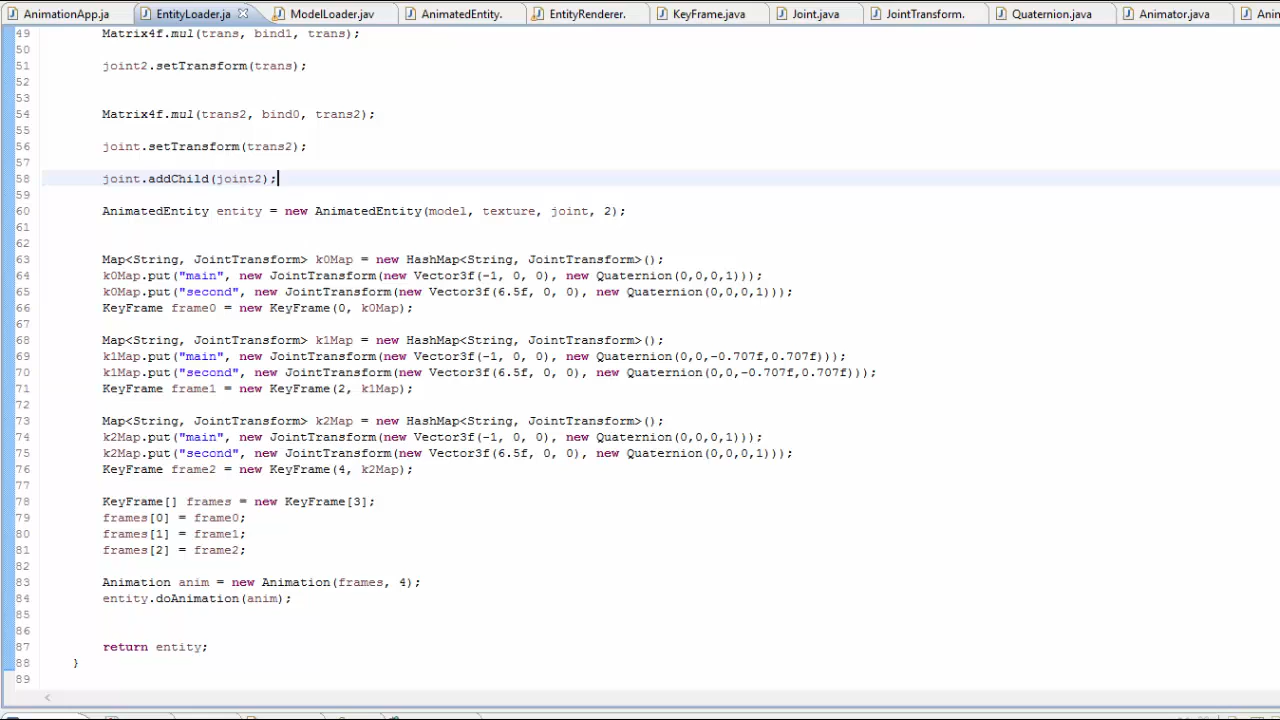 AnimationApp.ja EntityLoader.ja ModelLoader.jav AnimatedEntity. EntityRenderer. KeyFrame.java Joint.java JointTransform. Quaternion.java Animator.java Anin
49 Matrix4f.mul(trans, bind1, trans);
50
51 joint2.setTransform(trans);
52
53
54 Matrix4f.mul(trans2, bind0, trans2);
55
56 joint.setTransform(trans2);
57
58 joint.addChild(joint2);
59
60 AnimatedEntity entity = new AnimatedEntity(model, texture, joint, 2);
61
62
63 Map<String, JointTransform> k0Map = new HashMap<String, JointTransform>();
64 k0Map.put("main", new JointTransform(new Vector3f(-1, 0, 0), new Quaternion(0,0,0,1)));
65 k0Map.put("second", new JointTransform(new Vector3f(6.5f, 0, 0), new Quaternion(0,0,0,1)));
66 KeyFrame frame0 = new KeyFrame(0, k0Map);
67
68 Map<String, JointTransform> k1Map = new HashMap<String, JointTransform>();
69 k1Map.put("main", new JointTransform(new Vector3f(-1, 0, 0), new Quaternion(0,0,-0.707f,0.707f)));
70 k1Map.put("second", new JointTransform(new Vector3f(6.5f, 0, 0), new Quaternion(0,0,-0.707f,0.707f)));
71 KeyFrame frame1 = new KeyFrame(2, k1Map);
72
73 Map<String, JointTransform> k2Map = new HashMap<String, JointTransform>();
74 k2Map.put("main", new JointTransform(new Vector3f(-1, 0, 0), new Quaternion(0,0,0,1)));
75 k2Map.put("second", new JointTransform(new Vector3f(6.5f, 0, 0), new Quaternion(0,0,0,1)));
76 KeyFrame frame2 = new KeyFrame(4, k2Map);
77
78 KeyFrame[] frames = new KeyFrame[3];
79 frames[0] = frame0;
80 frames[1] = frame1;
81 frames[2] = frame2;
82
83 Animation anim = new Animation(frames, 4);
84 entity.doAnimation(anim);
85
86
87 return entity;
88 }
89